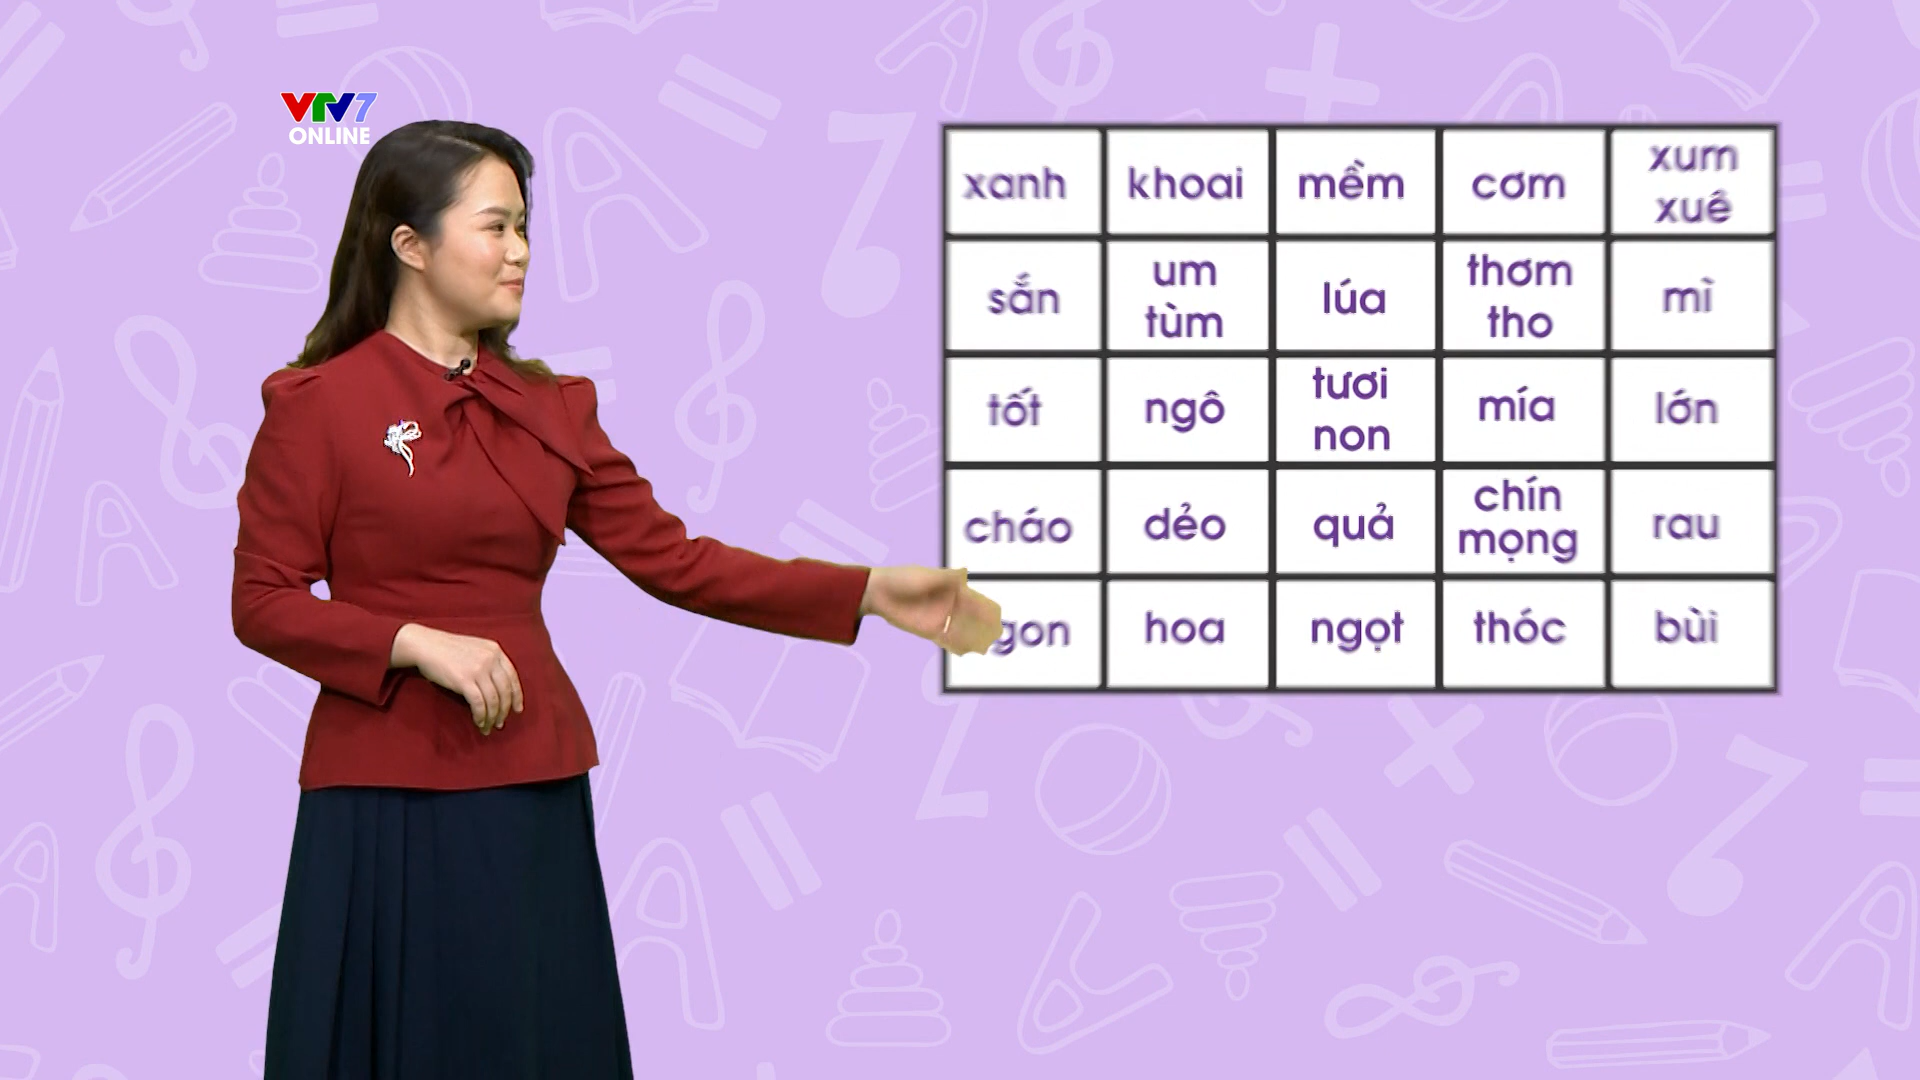 VTV7
ONLINE
xanh khoai mềm cơm xum xuê
sắn um tùm lúa thơm tho mì
tốt ngô tươi non mía lớn
cháo dẻo quả chín mọng rau
hoa ngọt thóc bùi